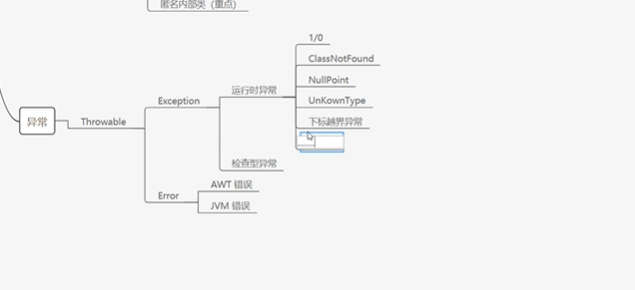 匿名内部类（重点）
1/0
ClassNotFound
NullPoint
运行时异常
UnKownType
Exception
下标越界异常
异常
Throwable
检查型异常
AWT 错误
Error
JVM 错误